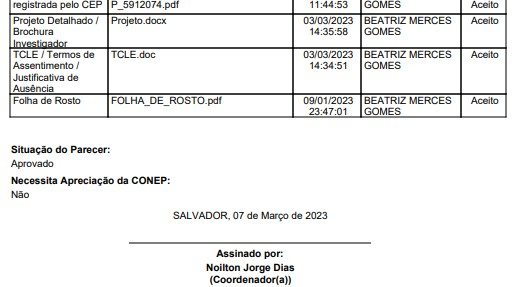 registrada pelo CEP P_5912074.pdf 11:44:53 GOMES Aceito
Projeto Detalhado / Projeto.docx 03/03/2023 BEATRIZ MERCES Aceito
Brochura 14:35:58 GOMES
Investigador
TCLE / Termos de TCLE.doc 03/03/2023 BEATRIZ MERCES Aceito
Assentimento / 14:34:51 GOMES
Justificativa de
Ausência
Folha de Rosto FOLHA_DE_ROSTO.pdf 09/01/2023 BEATRIZ MERCES Aceito
23:47:01 GOMES
Situação do Parecer:
Aprovado
Necessita Apreciação da CONEP:
Não
SALVADOR, 07 de Março de 2023
Assinado por:
Noilton Jorge Dias
(Coordenador(a))